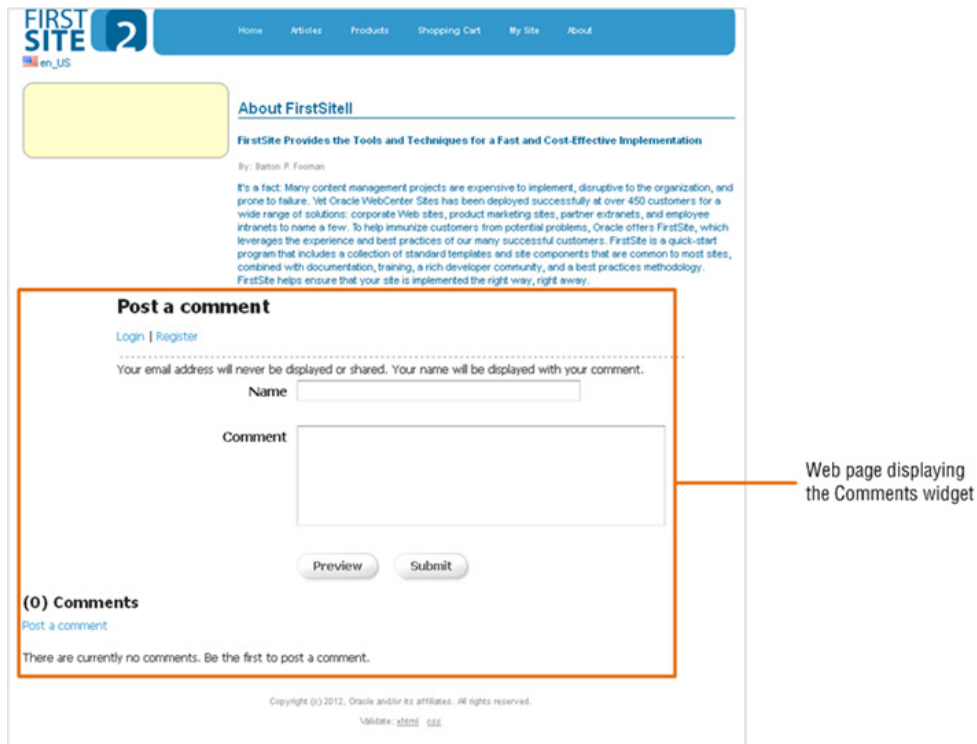 FIRST
SITE 2
Home Articles Products Shopping Cart My Site About
en_US
About FirstSiteII
FirstSite Provides the Tools and Techniques for a Fast and Cost-Effective Implementation
By: Barton P. Fooman
It's a fact: Many content management projects are expensive to implement, disruptive to the organization, and
prone to failure. Yet Oracle WebCenter Sites has been deployed successfully at over 450 customers for a
wide range of solutions: corporate Web sites, product marketing sites, partner extranets, and employee
intranets to name a few. To help immunize customers from potential problems, Oracle offers FirstSite, which
leverages the experience and best practices of our many successful customers. FirstSite is a quick-start
program that includes a collection of standard templates and site components that are common to most sites,
combined with documentation, training, a rich developer community, and a best practices methodology.
FirstSite helps ensure that your site is implemented the right way, right away.
Post a comment
Login | Register
Your email address will never be displayed or shared. Your name will be displayed with your comment.
Name
Comment
Web page displaying
the Comments widget
Preview Submit
(0) Comments
Post a comment
There are currently no comments. Be the first to post a comment.
Copyright (c) 2012, Oracle and/or its affiliates. All rights reserved.
Validate: xhtml css